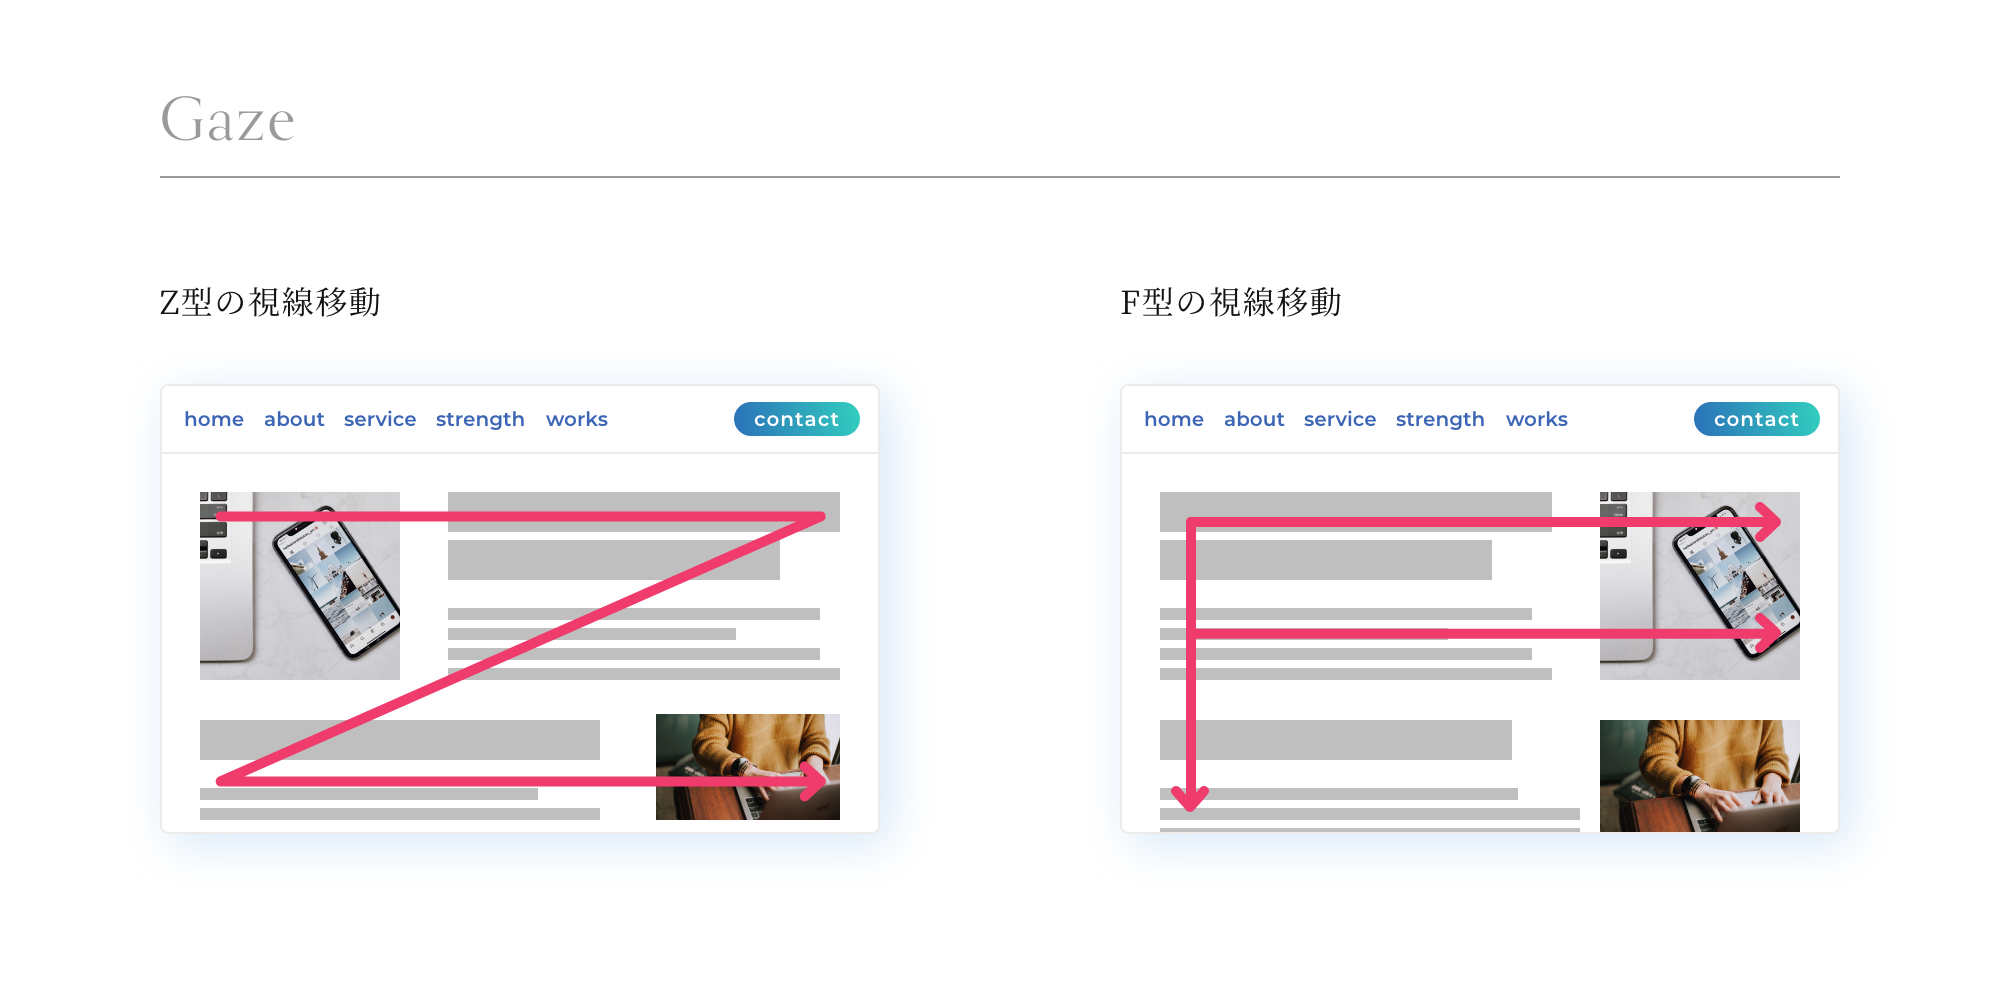 Gaze
Z型の視線移動
home about service strength works contact
F型の視線移動
home about service strength works contact